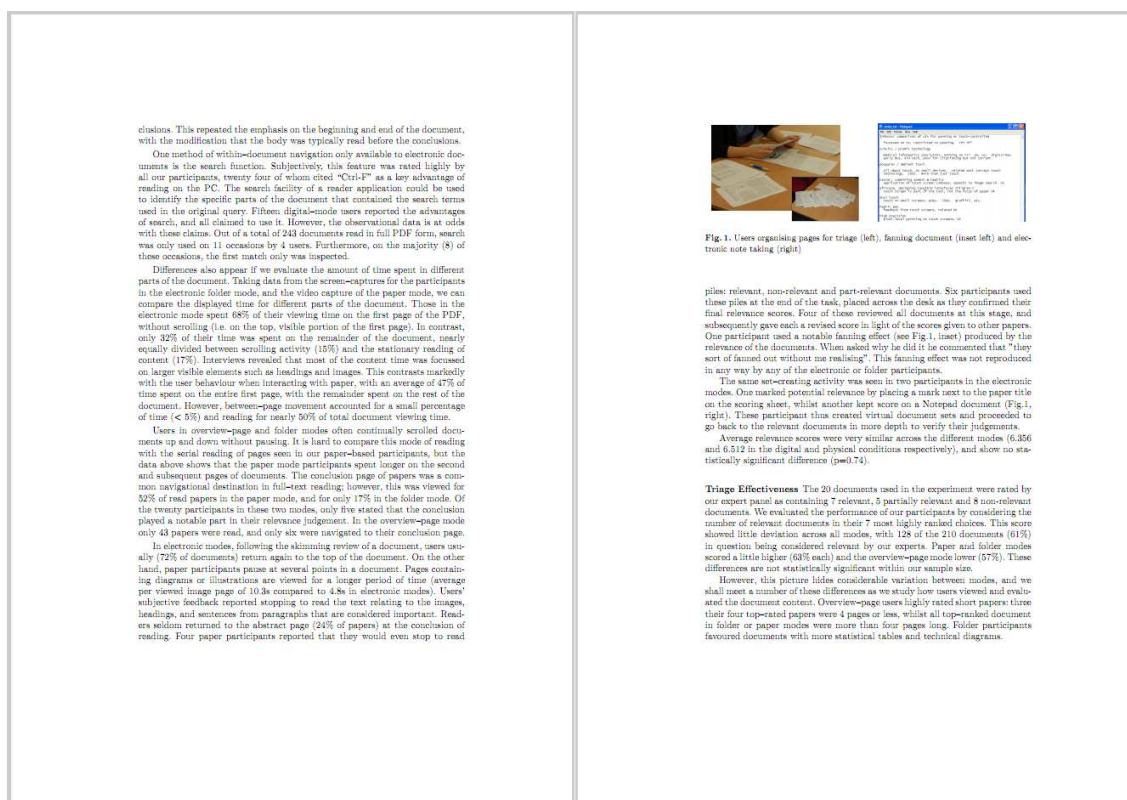 clusions. This repeated the emphasis on the beginning and end of the document,
with the modification that the body was typically read before the conclusions.
One method of within–document navigation only available to electronic doc-
uments is the search function. Subjectively, this feature was rated highly by
all our participants, twenty four of whom cited “Ctrl-F” as a key advantage of
reading on the PC. The search facility of a reader application could be used
to identify the specific parts of the document that contained the search terms
used in the original query. Fifteen digital–mode users reported the advantages
of search, and all claimed to use it. However, the observational data is at odds
with these claims. Out of a total of 243 documents read in full PDF form, search
was only used on 11 occasions by 4 users. Furthermore, on the majority (8) of
these occasions, the first match only was inspected.
Differences also appear if we evaluate the amount of time spent in different
parts of the document. Taking data from the screen–captures for the participants
in the electronic folder mode, and the video capture of the paper mode, we can
compare the displayed time for different parts of the document. Those in the
electronic mode spent 68% of their viewing time on the first page of the PDF,
without scrolling (i.e. on the top, visible portion of the first page). In contrast,
only 32% of their time was spent on the remainder of the document, nearly
equally divided between scrolling activity (15%) and the stationary reading of
content (17%). Interviews revealed that most of the content time was focussed
on larger visible elements such as headings and images. This contrasts markedly
with the user behaviour when interacting with paper, with an average of 47% of
time spent on the entire first page, with the remainder spent on the rest of the
document. However, between–page movement accounted for a small percentage
of time (< 5%) and reading for nearly 50% of total document viewing time.
Users in overview–page and folder modes often continually scrolled docu-
ments up and down without pausing. It is hard to compare this mode of reading
with the serial reading of pages seen in our paper–based participants, but the
data above shows that the paper mode participants spent longer on the second
and subsequent pages of documents. The conclusion page of papers was a com-
mon navigational destination in full–text reading; however, this was viewed for
52% of read papers in the paper mode, and for only 17% in the folder mode. Of
the twenty participants in these two modes, only five stated that the conclusion
played a notable part in their relevance judgement. In the overview–page mode
only 43 papers were read, and only six were navigated to their conclusion page.
In electronic modes, following the skimming review of a document, users usu-
ally (72% of documents) return again to the top of the document. On the other
hand, paper participants pause at several points in a document. Pages contain-
ing diagrams or illustrations are viewed for a longer period of time (average
per viewed image page of 10.3s compared to 4.8s in electronic modes). Users’
subjective feedback reported stopping to read the text relating to the images,
headings, and sentences from paragraphs that are considered important. Read-
ers seldom returned to the abstract page (24% of papers) at the conclusion of
reading. Four paper participants reported that they would even stop to read
Fig. 1. Users organising pages for triage (left), fanning document (inset left) and elec-
tronic note taking (right)
piles: relevant, non-relevant and part-relevant documents. Six participants used
these piles at the end of the task, placed across the desk as they confirmed their
final relevance scores. Four of these reviewed all documents at this stage, and
subsequently gave each a revised score in light of the scores given to other papers.
One participant used a notable fanning effect (see Fig.1, inset) produced by the
relevance of the documents. When asked why he did it he commented that "they
sort of fanned out without me realising". This fanning effect was not reproduced
in any way by any of the electronic or folder participants.
The same set–creating activity was seen in two participants in the electronic
modes. One marked potential relevance by placing a mark next to the paper title
on the scoring sheet, whilst another kept score on a Notepad document (Fig.1,
right). These participant thus created virtual document sets and proceeded to
go back to the relevant documents in more depth to verify their judgements.
Average relevance scores were very similar across the different modes (6.356
and 6.512 in the digital and physical conditions respectively), and show no sta-
tistically significant difference (p=0.74).
Triage Effectiveness The 20 documents used in the experiment were rated by
our expert panel as containing 7 relevant, 5 partially relevant and 8 non-relevant
documents. We evaluated the performance of our participants by considering the
number of relevant documents in their 7 most highly ranked choices. This score
showed little deviation across all modes, with 128 of the 210 documents (61%)
in question being considered relevant by our experts. Paper and folder modes
scored a little higher (63% each) and the overview–page mode lower (57%). These
differences are not statistically significant within our sample size.
However, this picture hides considerable variation between modes, and we
shall meet a number of these differences as we study how users viewed and evalu-
ated the document content. Overview–page users highly rated short papers: three
their four top–rated papers were 4 pages or less, whilst all top–ranked document
in folder or paper modes were more than four pages long. Folder participants
favoured documents with more statistical tables and technical diagrams.